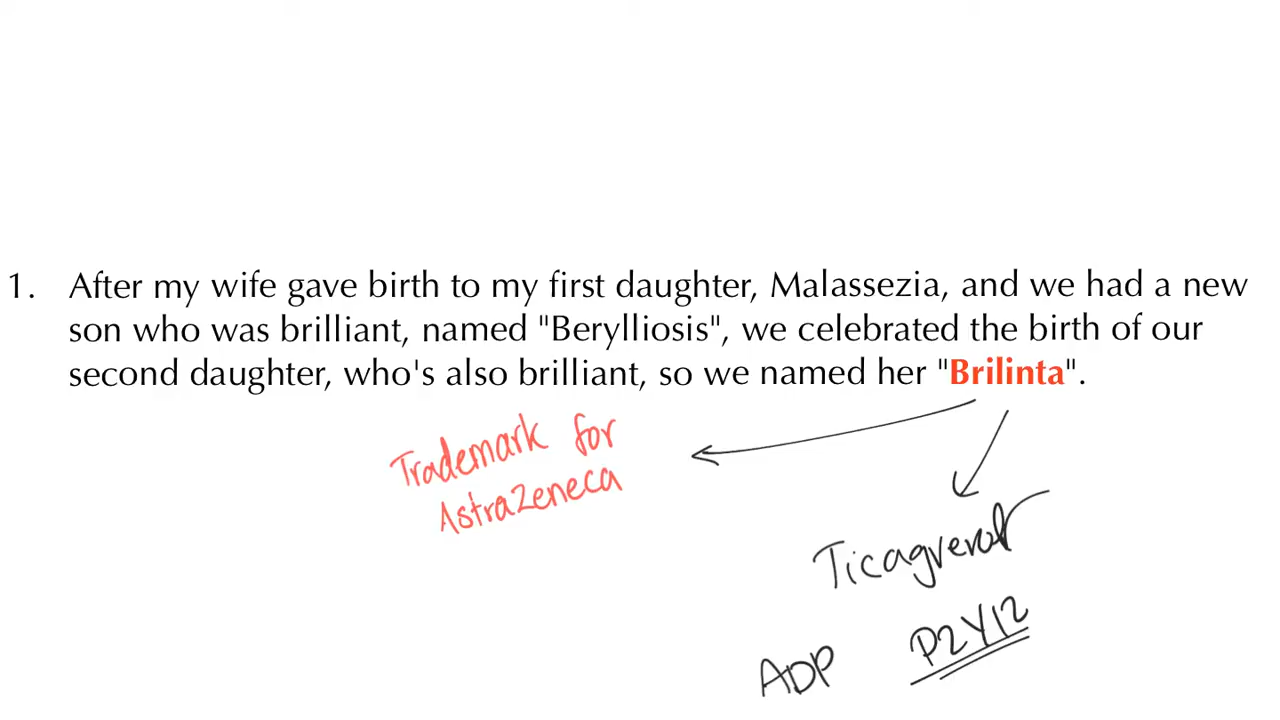 1. After my wife gave birth to my first daughter, Malassezia, and we had a new
son who was brilliant, named "Berylliosis", we celebrated the birth of our
second daughter, who's also brilliant, so we named her "Brilinta".
Trademark for
AstraZeneca
Ticagrerol
ADP P2Y12